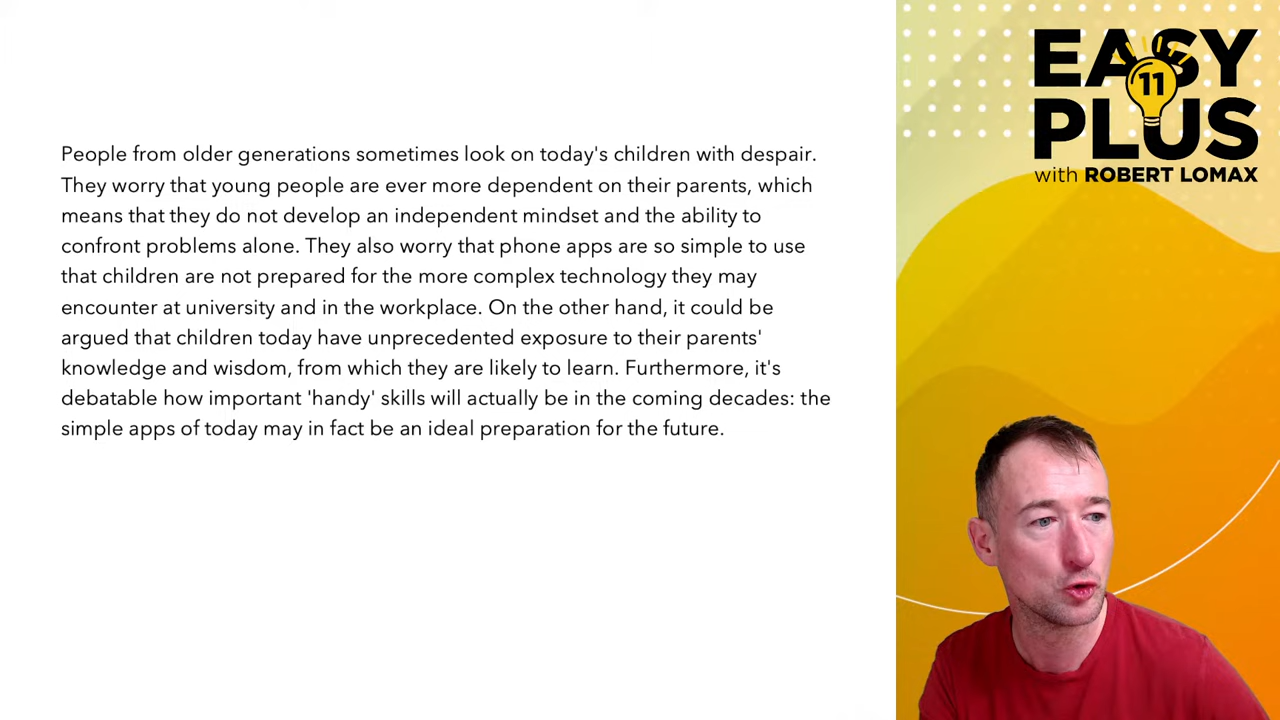 People from older generations sometimes look on today's children with despair.
They worry that young people are ever more dependent on their parents, which
means that they do not develop an independent mindset and the ability to
confront problems alone. They also worry that phone apps are so simple to use
that children are not prepared for the more complex technology they may
encounter at university and in the workplace. On the other hand, it could be
argued that children today have unprecedented exposure to their parents'
knowledge and wisdom, from which they are likely to learn. Furthermore, it's
debatable how important 'handy' skills will actually be in the coming decades: the
simple apps of today may in fact be an ideal preparation for the future.
EASY
11
PLUS
with ROBERT LOMAX